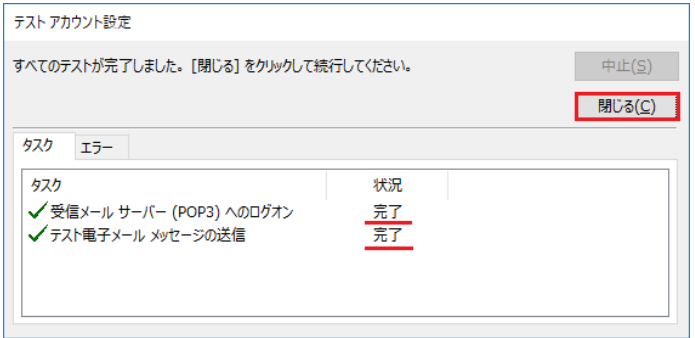 テスト アカウント設定
すべてのテストが完了しました。[閉じる] をクリックして続行してください。
中止(S)
閉じる(C)
タスク エラー
タスク 状況
受信メール サーバー (POP3) へのログオン 完了
テスト電子メール メッセージの送信 完了